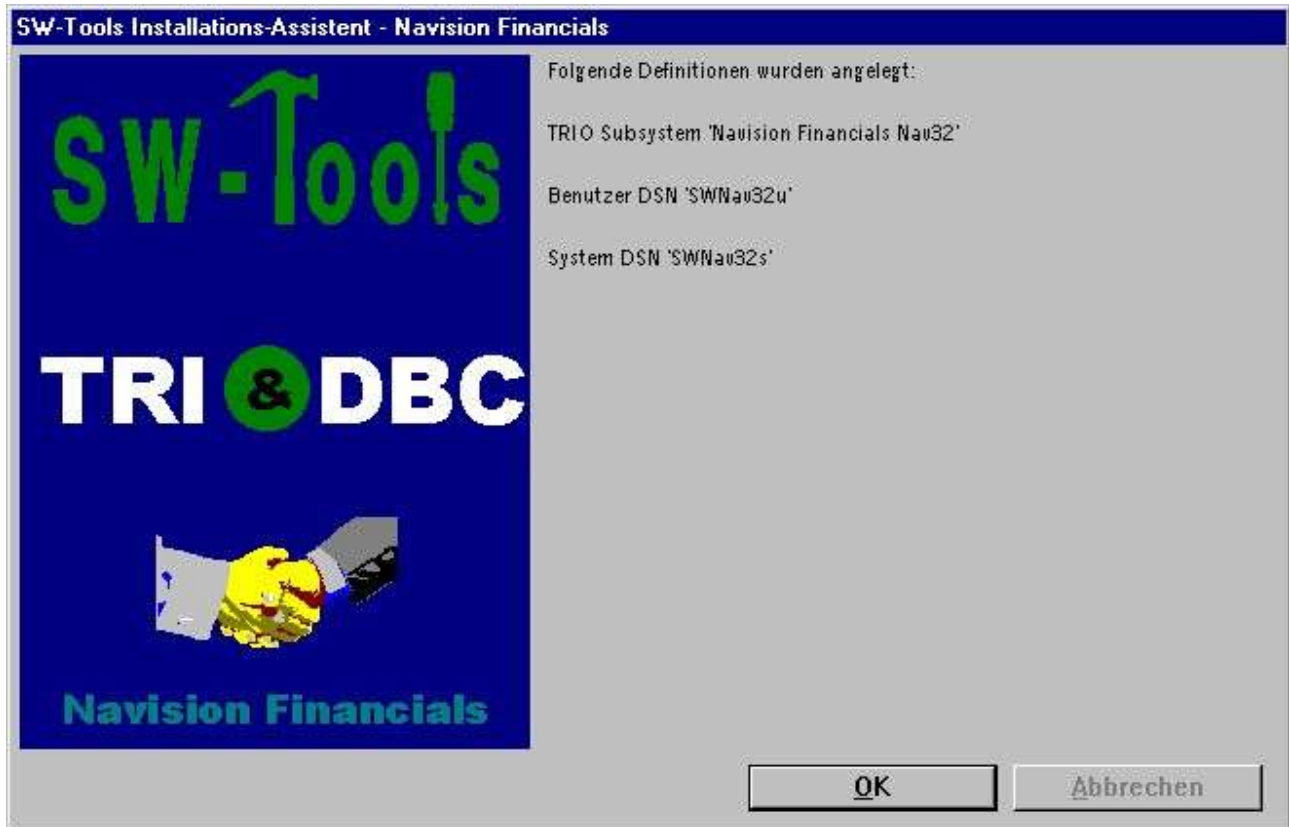 SW-Tools Installations-Assistent - Navision Financials
SW-Tools
TRI & DBC
Navision Financials
Folgende Definitionen wurden angelegt:
TRIO Subsystem 'Navision Financials Nav32'
Benutzer DSN 'SWNav32u'
System DSN 'SWNav32s'
OK
Abbrechen